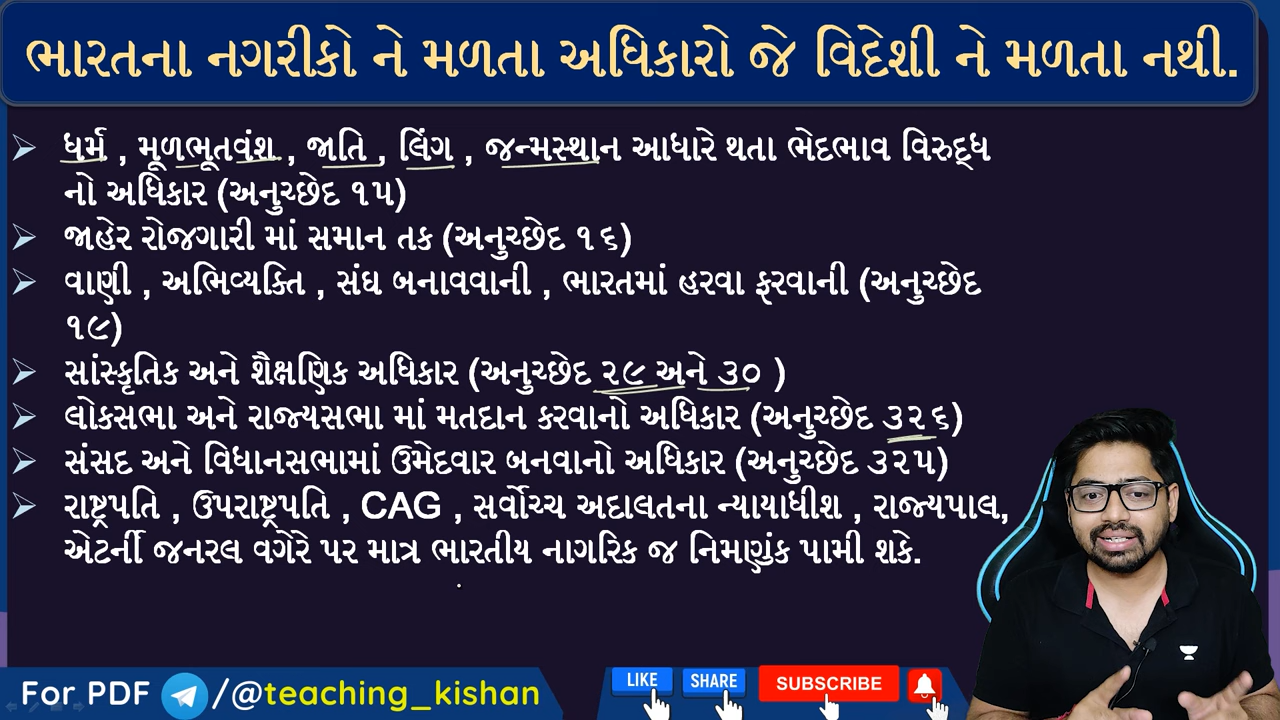 ભારતના નગરીકો ને મળતા અધિકારો જે વિદેશી ને મળતા નથી.
ધર્મ , મૂળભૂતવંશ , જાતિ , લિંગ , જન્મસ્થાન આધારે થતા ભેદભાવ વિરુદ્ધ
નો અધિકાર (અનુચ્છેદ ૧૫)
જાહેર રોજગારી માં સમાન તક (અનુચ્છેદ ૧૬)
વાણી , અભિવ્યક્તિ , સંઘ બનાવવાની , ભારતમાં હરવા ફરવાની (અનુચ્છેદ
૧૯)
સાંસ્કૃતિક અને શૈક્ષણિક અધિકાર (અનુચ્છેદ ૨૯ અને ૩૦ )
લોકસભા અને રાજ્યસભા માં મતદાન કરવાનો અધિકાર (અનુચ્છેદ ૩૨૬)
સંસદ અને વિધાનસભામાં ઉમેદવાર બનવાનો અધિકાર (અનુચ્છેદ ૩૨૫)
રાષ્ટ્રપતિ , ઉપરાષ્ટ્રપતિ , CAG , સર્વોચ્ચ અદાલતના ન્યાયાધીશ , રાજ્યપાલ,
એટર્ની જનરલ વગેરે પર માત્ર ભારતીય નાગરિક જ નિમણુંક પામી શકે.
For PDF /@teaching_kishan
LIKE SHARE SUBSCRIBE